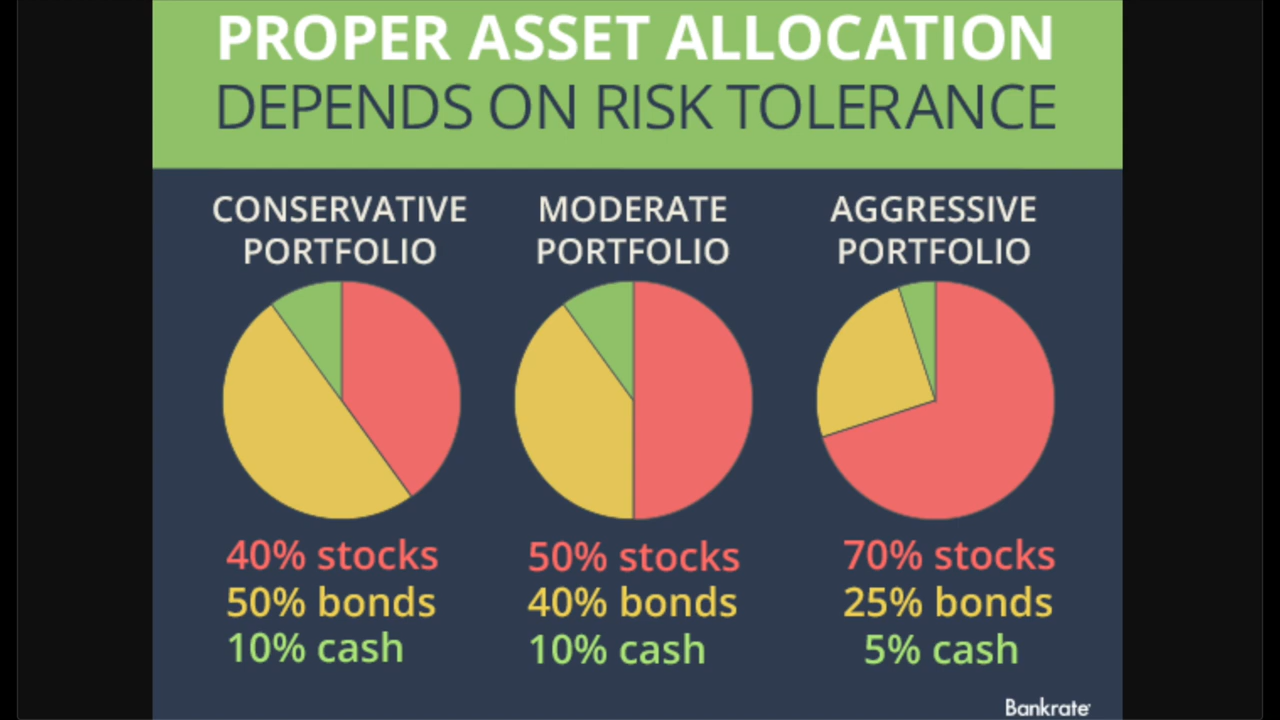 PROPER ASSET ALLOCATION
DEPENDS ON RISK TOLERANCE
CONSERVATIVE
PORTFOLIO
MODERATE
PORTFOLIO
AGGRESSIVE
PORTFOLIO
40% stocks
50% bonds
10% cash
50% stocks
40% bonds
10% cash
70% stocks
25% bonds
5% cash
Bankrate